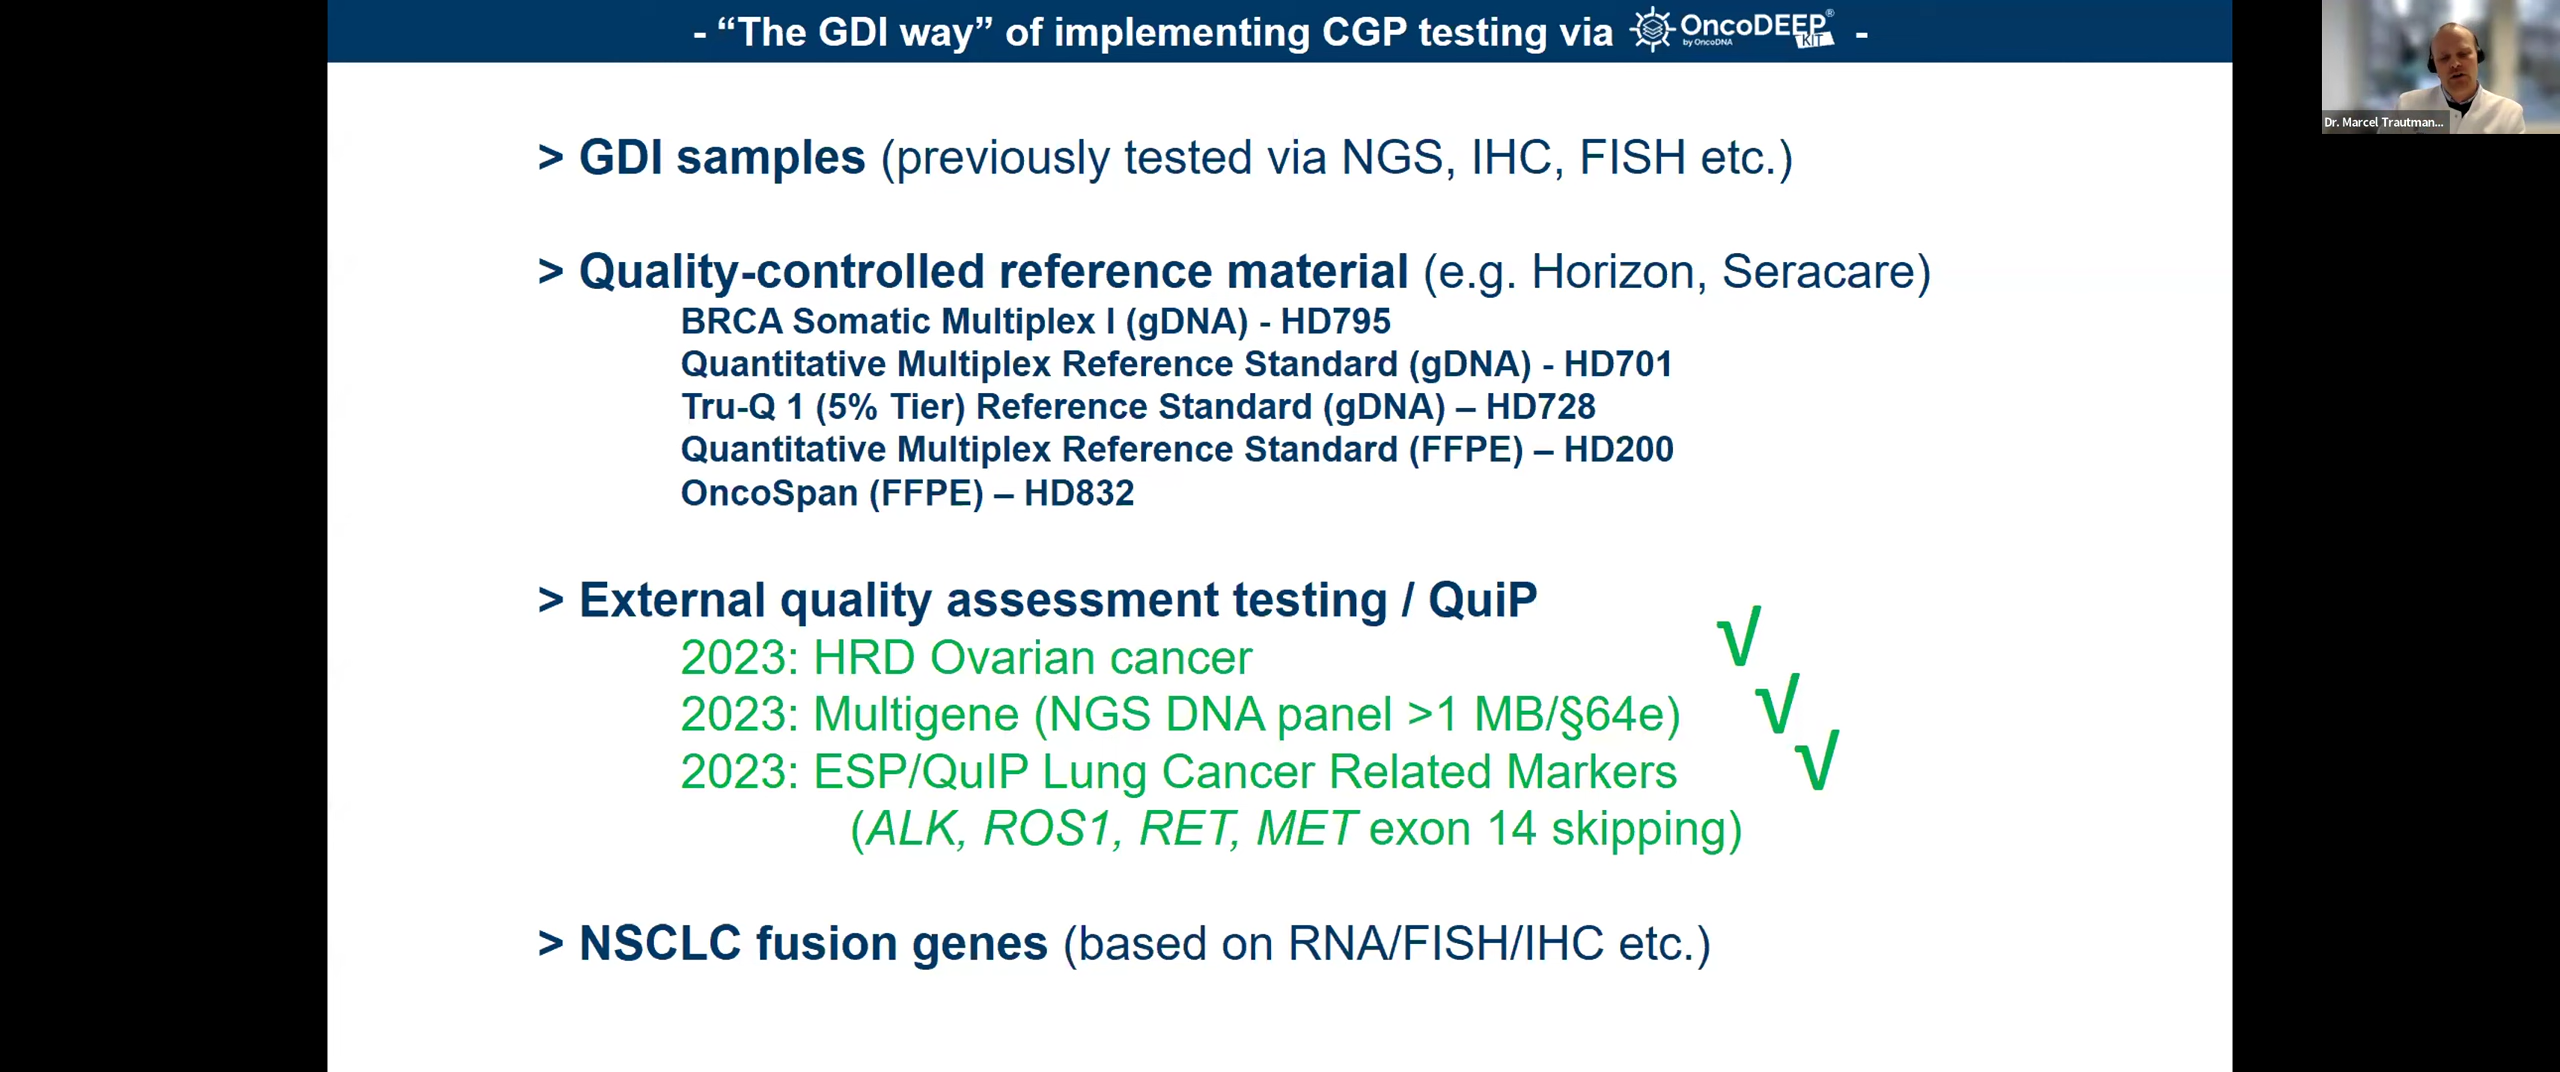 - “The GDI way” of implementing CGP testing via OncoDEEP® KIT by OncoDNA -
Dr. Marcel Trautman...
> GDI samples (previously tested via NGS, IHC, FISH etc.)
> Quality-controlled reference material (e.g. Horizon, Seracare)
BRCA Somatic Multiplex I (gDNA) - HD795
Quantitative Multiplex Reference Standard (gDNA) - HD701
Tru-Q 1 (5% Tier) Reference Standard (gDNA) – HD728
Quantitative Multiplex Reference Standard (FFPE) – HD200
OncoSpan (FFPE) – HD832
> External quality assessment testing / QuiP
2023: HRD Ovarian cancer √
2023: Multigene (NGS DNA panel >1 MB/§64e) √
2023: ESP/QuIP Lung Cancer Related Markers √
(ALK, ROS1, RET, MET exon 14 skipping)
> NSCLC fusion genes (based on RNA/FISH/IHC etc.)